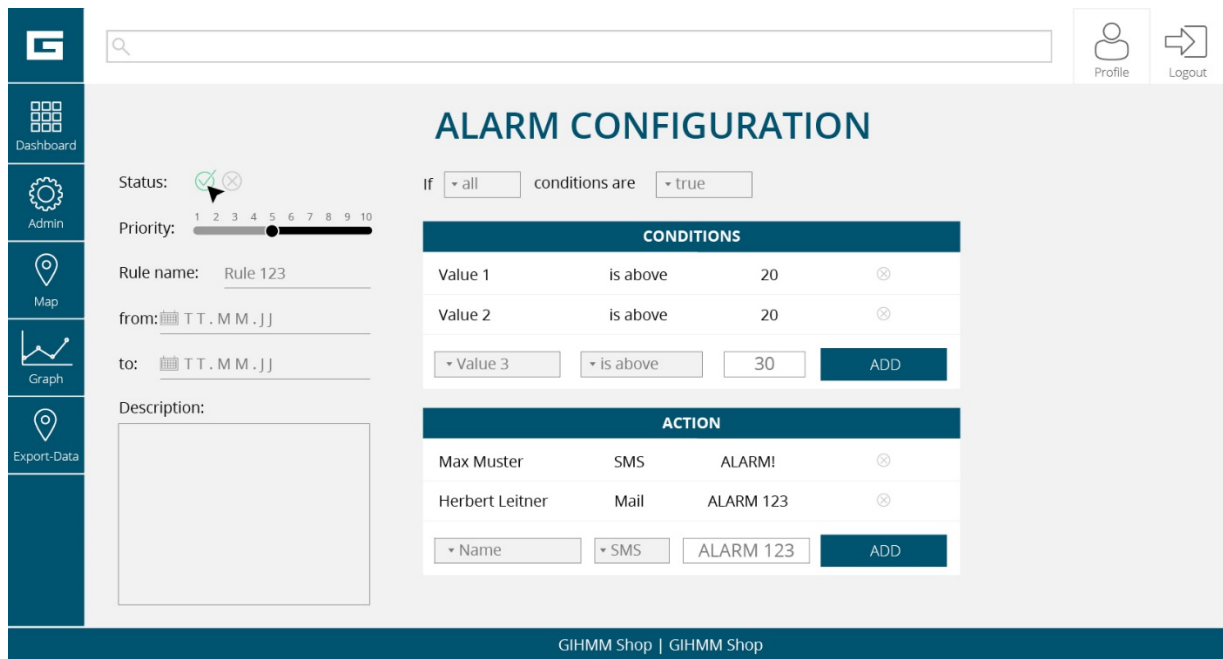 G
Profile
Logout
Dashboard
Admin
Map
Graph
Export-Data
ALARM CONFIGURATION
Status:
Priority: 1 2 3 4 5 6 7 8 9 10
Rule name: Rule 123
from: TT.MM.JJ
to: TT.MM.JJ
Description:
If all conditions are true
CONDITIONS
Value 1 is above 20
Value 2 is above 20
Value 3 is above 30 ADD
ACTION
Max Muster SMS ALARM!
Herbert Leitner Mail ALARM 123
Name SMS ALARM 123 ADD
GIHMM Shop | GIHMM Shop